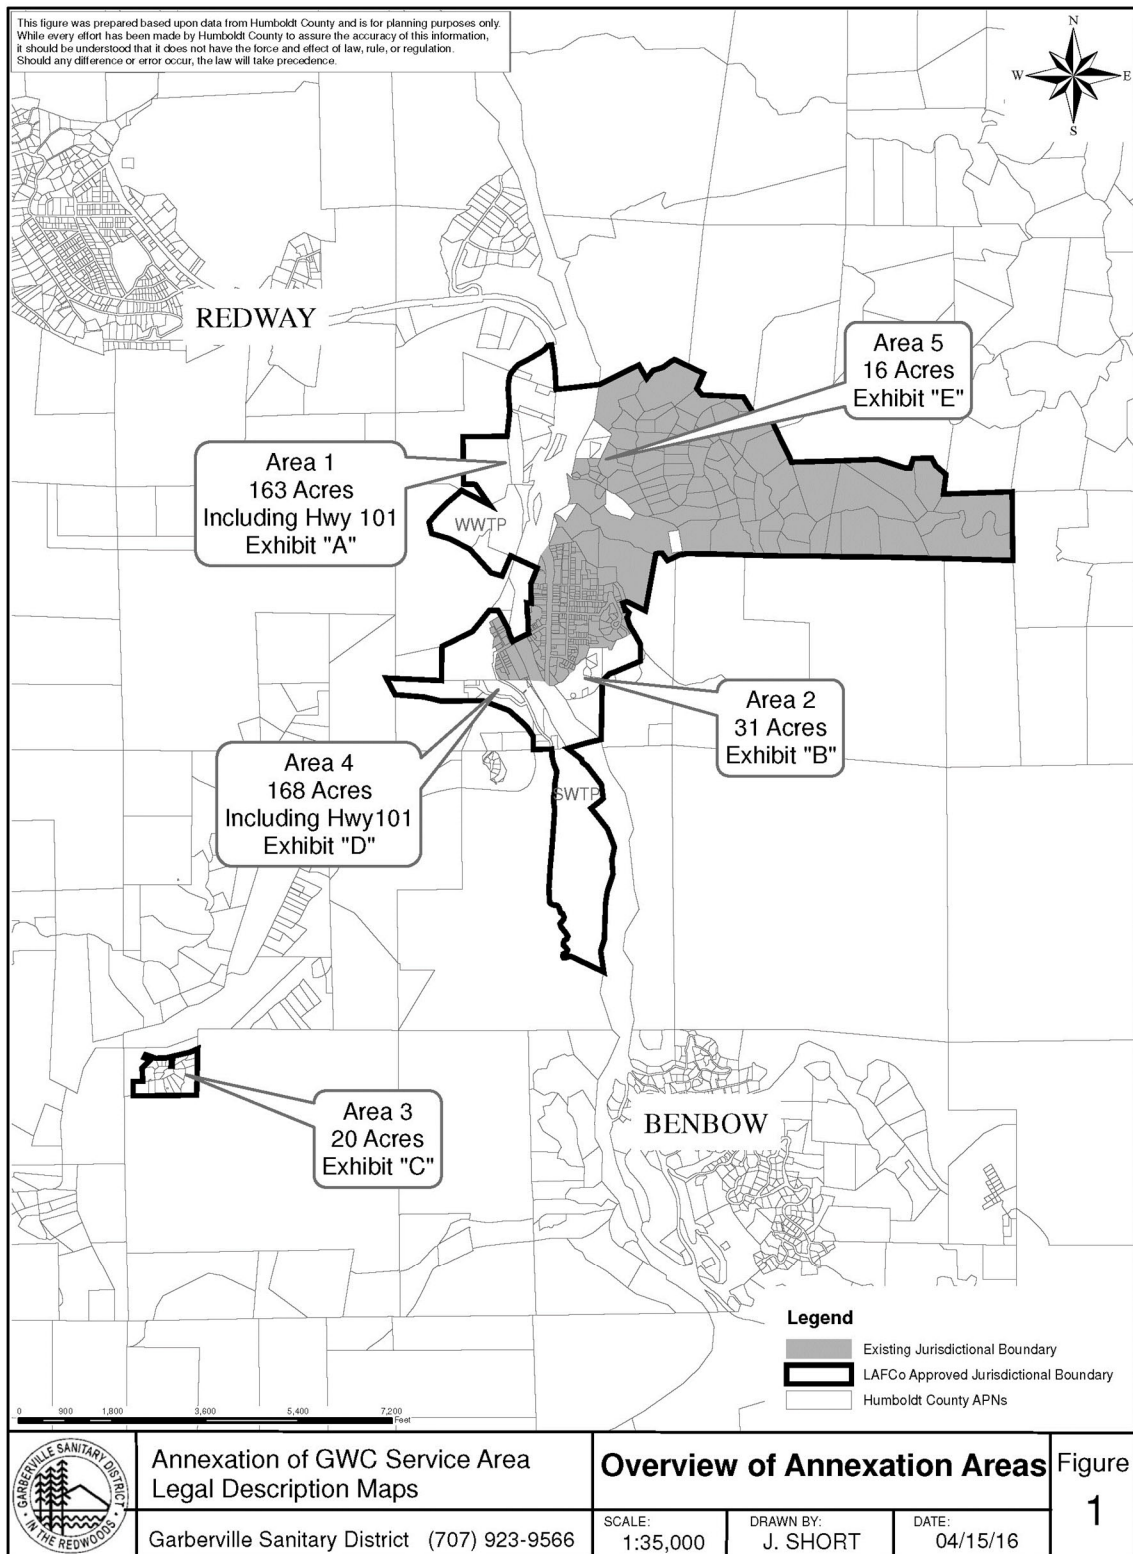 This figure was prepared based upon data from Humboldt County and is for planning purposes only.
While every effort has been made by Humboldt County to assure the accuracy of this information,
it should be understood that it does not have the force and effect of law, rule, or regulation.
Should any difference or error occur, the law will take precedence.
N
W
E
S
REDWAY
Area 5
16 Acres
Exhibit "E"
Area 1
163 Acres
Including Hwy 101
Exhibit "A"
WWTP
Area 2
31 Acres
Exhibit "B"
Area 4
168 Acres
Including Hwy101
Exhibit "D"
SWTP
Area 3
20 Acres
Exhibit "C"
BENBOW
Legend
Existing Jurisdictional Boundary
LAFCo Approved Jurisdictional Boundary
Humboldt County APNs
0 900 1,800 3,600 5,400 7,200
Feet
GARBERVILLE SANITARY DISTRICT
IN THE REDWOODS
Annexation of GWC Service Area
Legal Description Maps
Garberville Sanitary District (707) 923-9566
Overview of Annexation Areas
SCALE:
1:35,000
DRAWN BY:
J. SHORT
DATE:
04/15/16
Figure
1